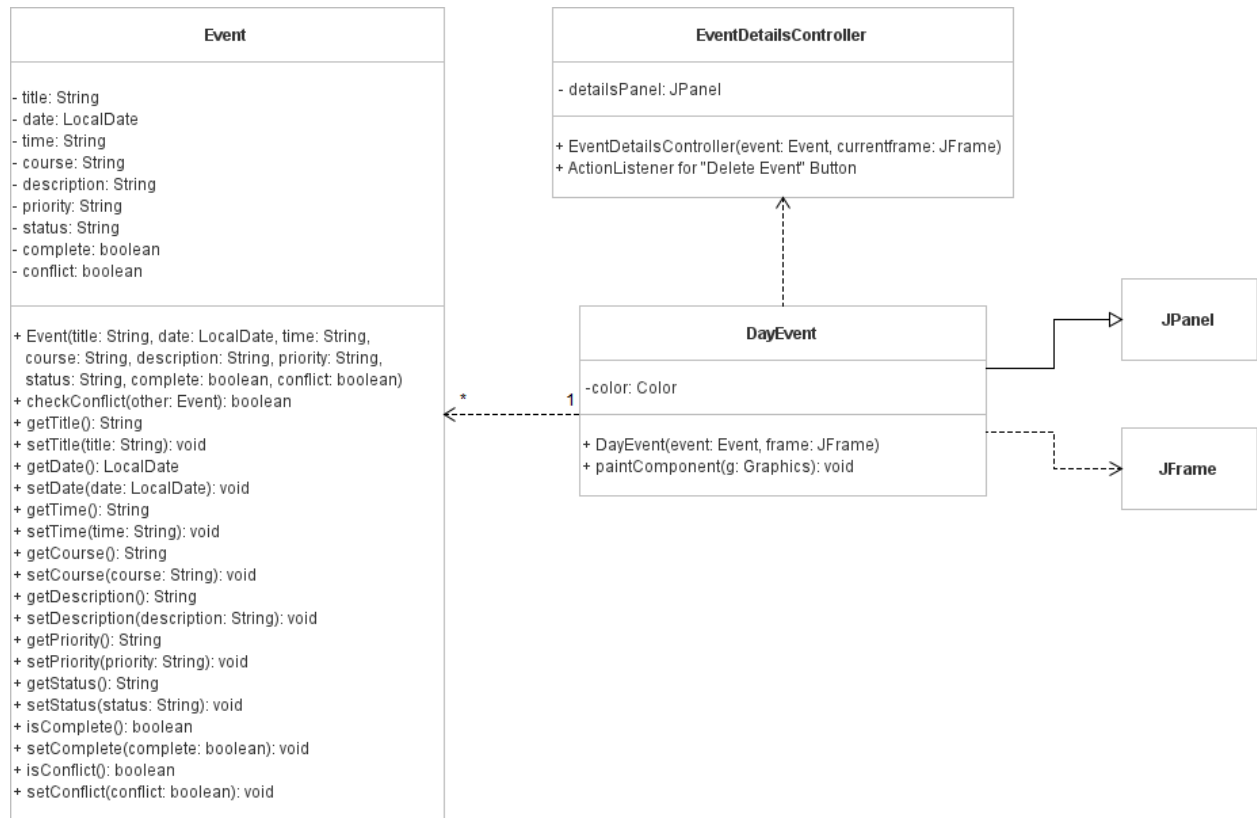 Event
- title: String
- date: LocalDate
- time: String
- course: String
- description: String
- priority: String
- status: String
- complete: boolean
- conflict: boolean
+ Event(title: String, date: LocalDate, time: String,
course: String, description: String, priority: String,
status: String, complete: boolean, conflict: boolean)
+ checkConflict(other: Event): boolean
+ getTitle(): String
+ setTitle(title: String): void
+ getDate(): LocalDate
+ setDate(date: LocalDate): void
+ getTime(): String
+ setTime(time: String): void
+ getCourse(): String
+ setCourse(course: String): void
+ getDescription(): String
+ setDescription(description: String): void
+ getPriority(): String
+ setPriority(priority: String): void
+ getStatus(): String
+ setStatus(status: String): void
+ isComplete(): boolean
+ setComplete(complete: boolean): void
+ isConflict(): boolean
+ setConflict(conflict: boolean): void
EventDetailsController
- detailsPanel: JPanel
+ EventDetailsController(event: Event, currentframe: JFrame)
+ ActionListener for "Delete Event" Button
* 1
DayEvent
-color: Color
+ DayEvent(event: Event, frame: JFrame)
+ paintComponent(g: Graphics): void
JPanel
JFrame